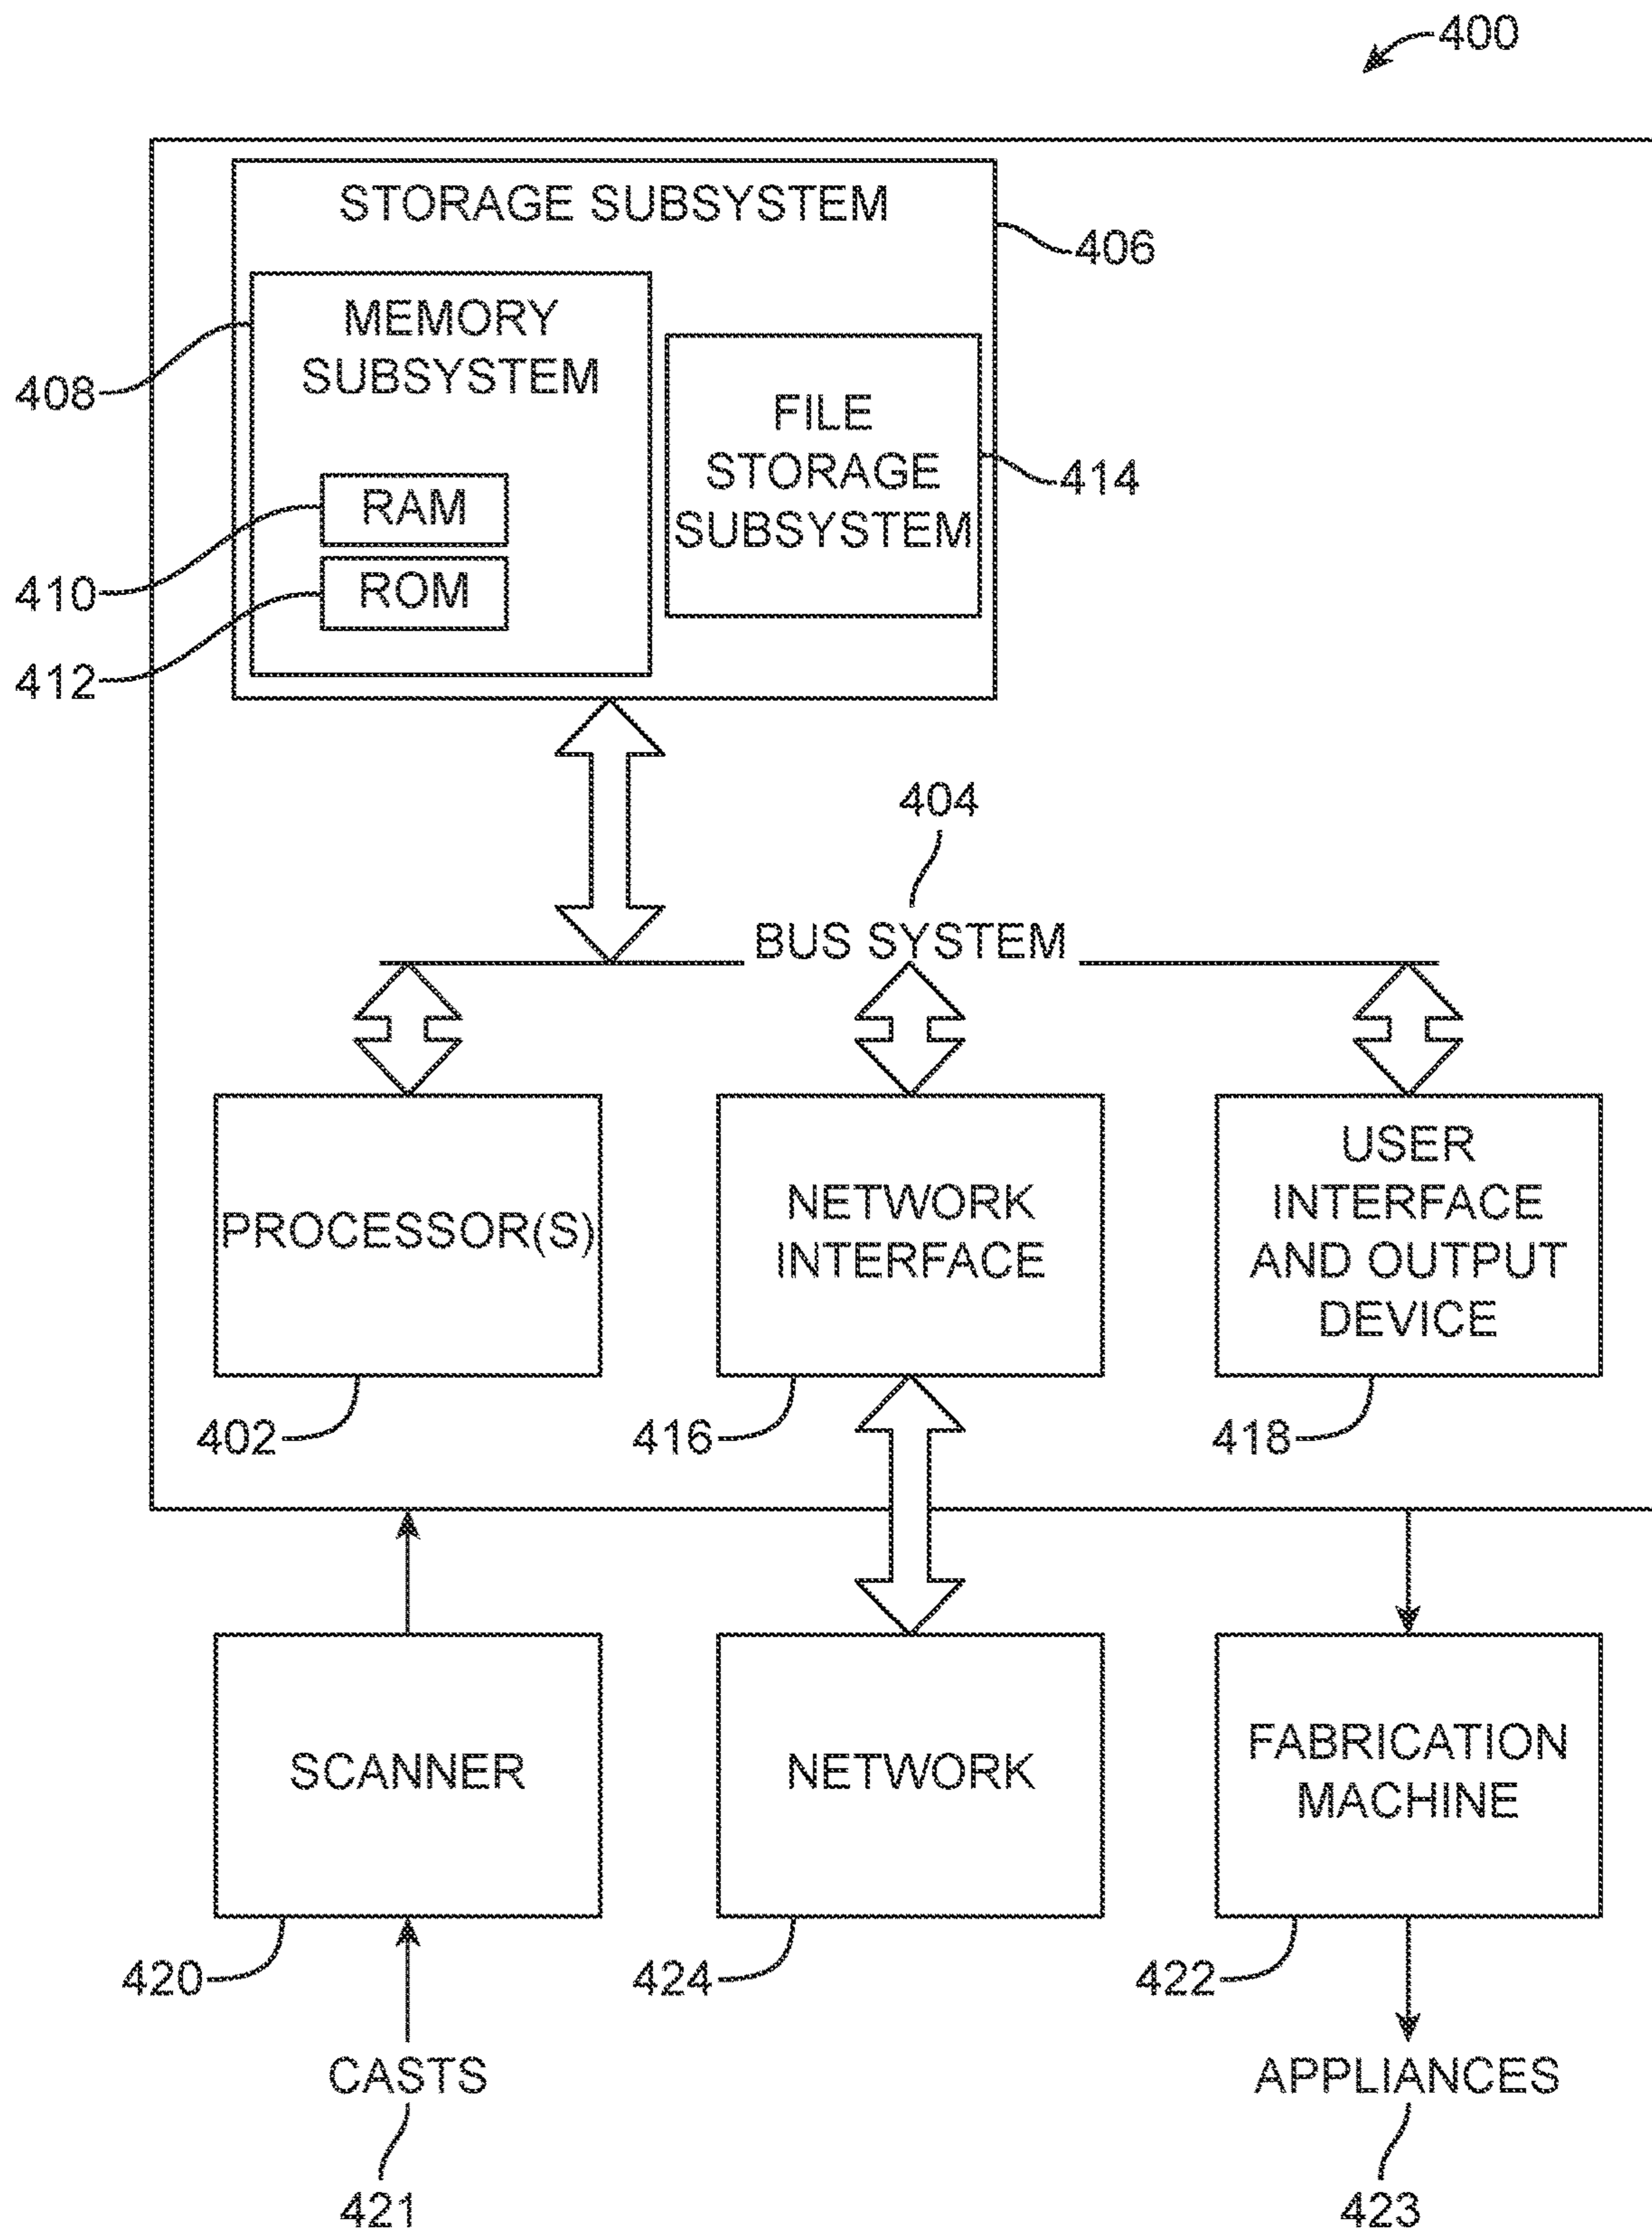 400
STORAGE SUBSYSTEM
406
MEMORY
SUBSYSTEM
408
FILE
STORAGE
SUBSYSTEM
414
RAM
410
ROM
412
404
BUS SYSTEM
PROCESSOR(S)
402
NETWORK
INTERFACE
416
USER
INTERFACE
AND OUTPUT
DEVICE
418
SCANNER
420
NETWORK
424
FABRICATION
MACHINE
422
CASTS
421
APPLIANCES
423